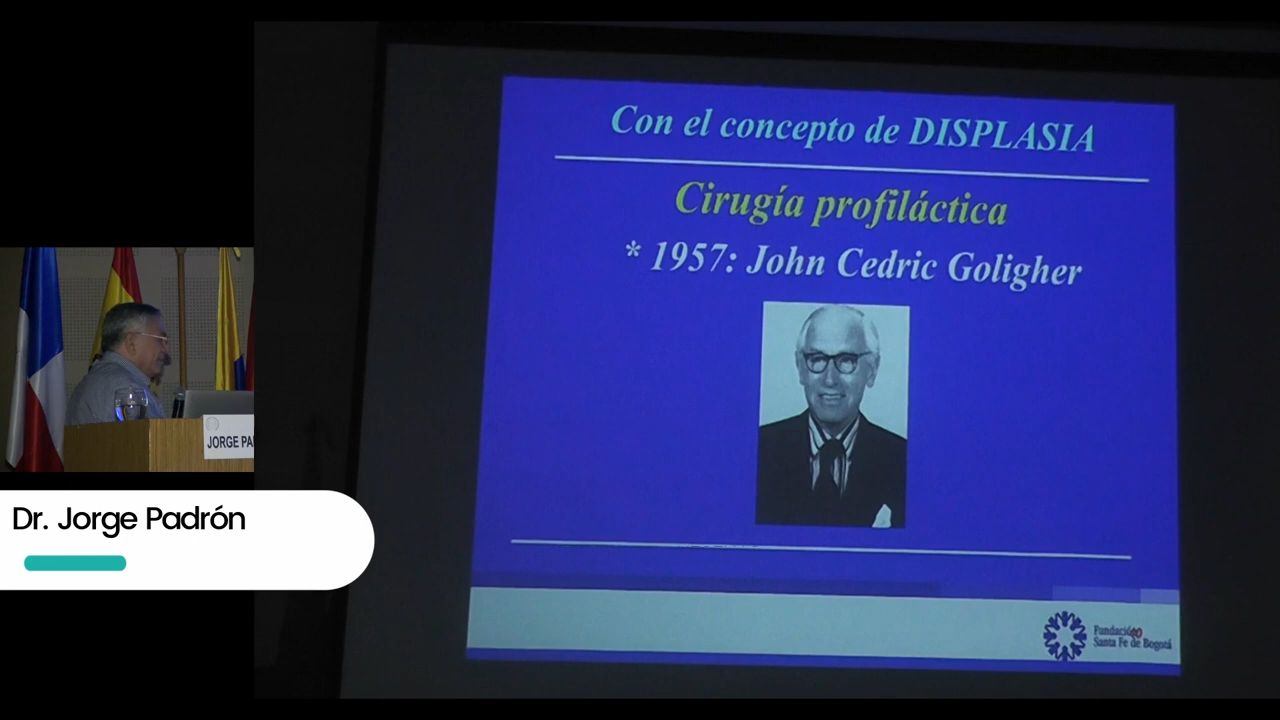 Con el concepto de DISPLASIA
Cirugía profiláctica
* 1957: John Cedric Goligher
JORGE PA
Dr. Jorge Padrón
Fundación
Santa Fe de Bogotá